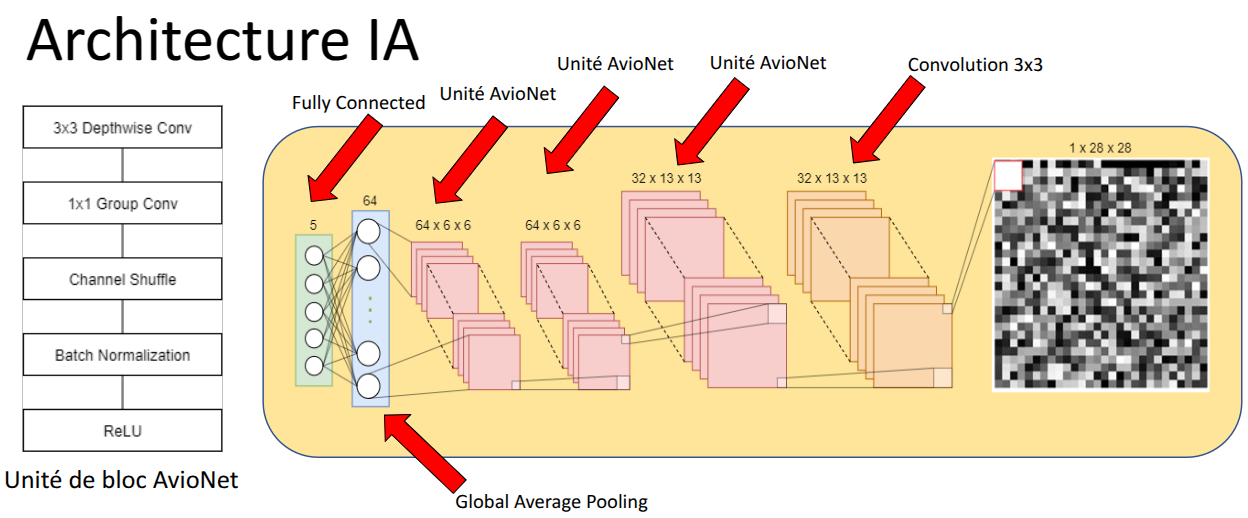 Architecture IA
3x3 Depthwise Conv
1x1 Group Conv
Channel Shuffle
Batch Normalization
ReLU
Unité de bloc AvioNet
Fully Connected
Unité AvioNet
Unité AvioNet
Unité AvioNet
Convolution 3x3
5
64
64 x 6 x 6
64 x 6 x 6
32 x 13 x 13
32 x 13 x 13
1 x 28 x 28
Global Average Pooling